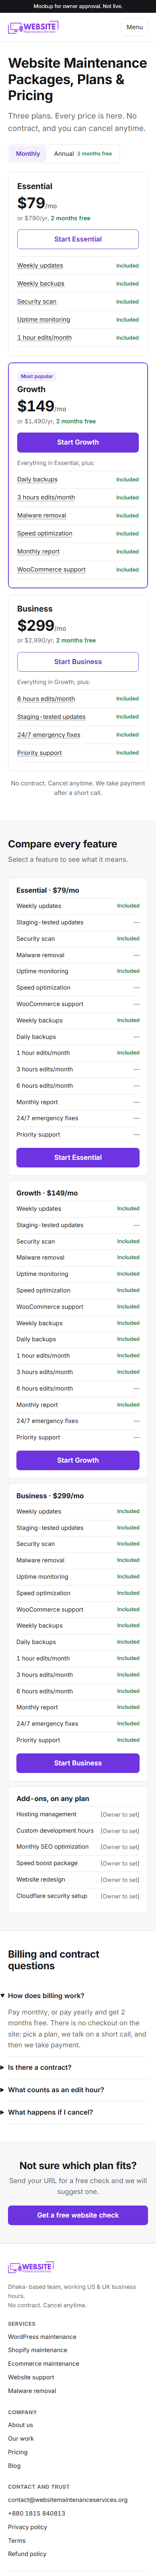 Mockup for owner approval. Not live.
WEBSITE
Menu
Website Maintenance
Packages, Plans &
Pricing
Three plans. Every price is here. No
contract, and you can cancel anytime.
Monthly
Annual 2 months free
Essential
$79/mo
or $790/yr, 2 months free
Start Essential
Weekly updates Included
Weekly backups Included
Security scan Included
Uptime monitoring Included
1 hour edits/month Included
Most popular
Growth
$149/mo
or $1,490/yr, 2 months free
Start Growth
Everything in Essential, plus:
Daily backups Included
3 hours edits/month Included
Malware removal Included
Speed optimization Included
Monthly report Included
WooCommerce support Included
Business
$299/mo
or $2,990/yr, 2 months free
Start Business
Everything in Growth, plus:
6 hours edits/month Included
Staging-tested updates Included
24/7 emergency fixes Included
Priority support Included
No contract. Cancel anytime. We take payment
after a short call.
Compare every feature
Select a feature to see what it means.
Essential · $79/mo
Weekly updates Included
Staging-tested updates —
Security scan Included
Malware removal —
Uptime monitoring Included
Speed optimization —
WooCommerce support —
Weekly backups Included
Daily backups —
1 hour edits/month Included
3 hours edits/month —
6 hours edits/month —
Monthly report —
24/7 emergency fixes —
Priority support —
Start Essential
Growth · $149/mo
Weekly updates Included
Staging-tested updates —
Security scan Included
Malware removal Included
Uptime monitoring Included
Speed optimization Included
WooCommerce support Included
Weekly backups Included
Daily backups Included
1 hour edits/month Included
3 hours edits/month Included
6 hours edits/month —
Monthly report Included
24/7 emergency fixes —
Priority support —
Start Growth
Business · $299/mo
Weekly updates Included
Staging-tested updates Included
Security scan Included
Malware removal Included
Uptime monitoring Included
Speed optimization Included
WooCommerce support Included
Weekly backups Included
Daily backups Included
1 hour edits/month Included
3 hours edits/month Included
6 hours edits/month Included
Monthly report Included
24/7 emergency fixes Included
Priority support Included
Start Business
Add-ons, on any plan
Hosting management [Owner to set]
Custom development hours [Owner to set]
Monthly SEO optimization [Owner to set]
Speed boost package [Owner to set]
Website redesign [Owner to set]
Cloudflare security setup [Owner to set]
Billing and contract
questions
How does billing work?
Pay monthly, or pay yearly and get 2
months free. There is no checkout on the
site: pick a plan, we talk on a short call, and
then we take payment.
Is there a contract?
What counts as an edit hour?
What happens if I cancel?
Not sure which plan fits?
Send your URL for a free check and we will
suggest one.
Get a free website check
WEBSITE
Dhaka-based team, working US & UK business
hours.
No contract. Cancel anytime.
SERVICES
WordPress maintenance
Shopify maintenance
Ecommerce maintenance
Website support
Malware removal
COMPANY
About us
Our work
Pricing
Blog
CONTACT AND TRUST
contact@websitemaintenanceservices.org
+880 1815 840813
Privacy policy
Terms
Refund policy